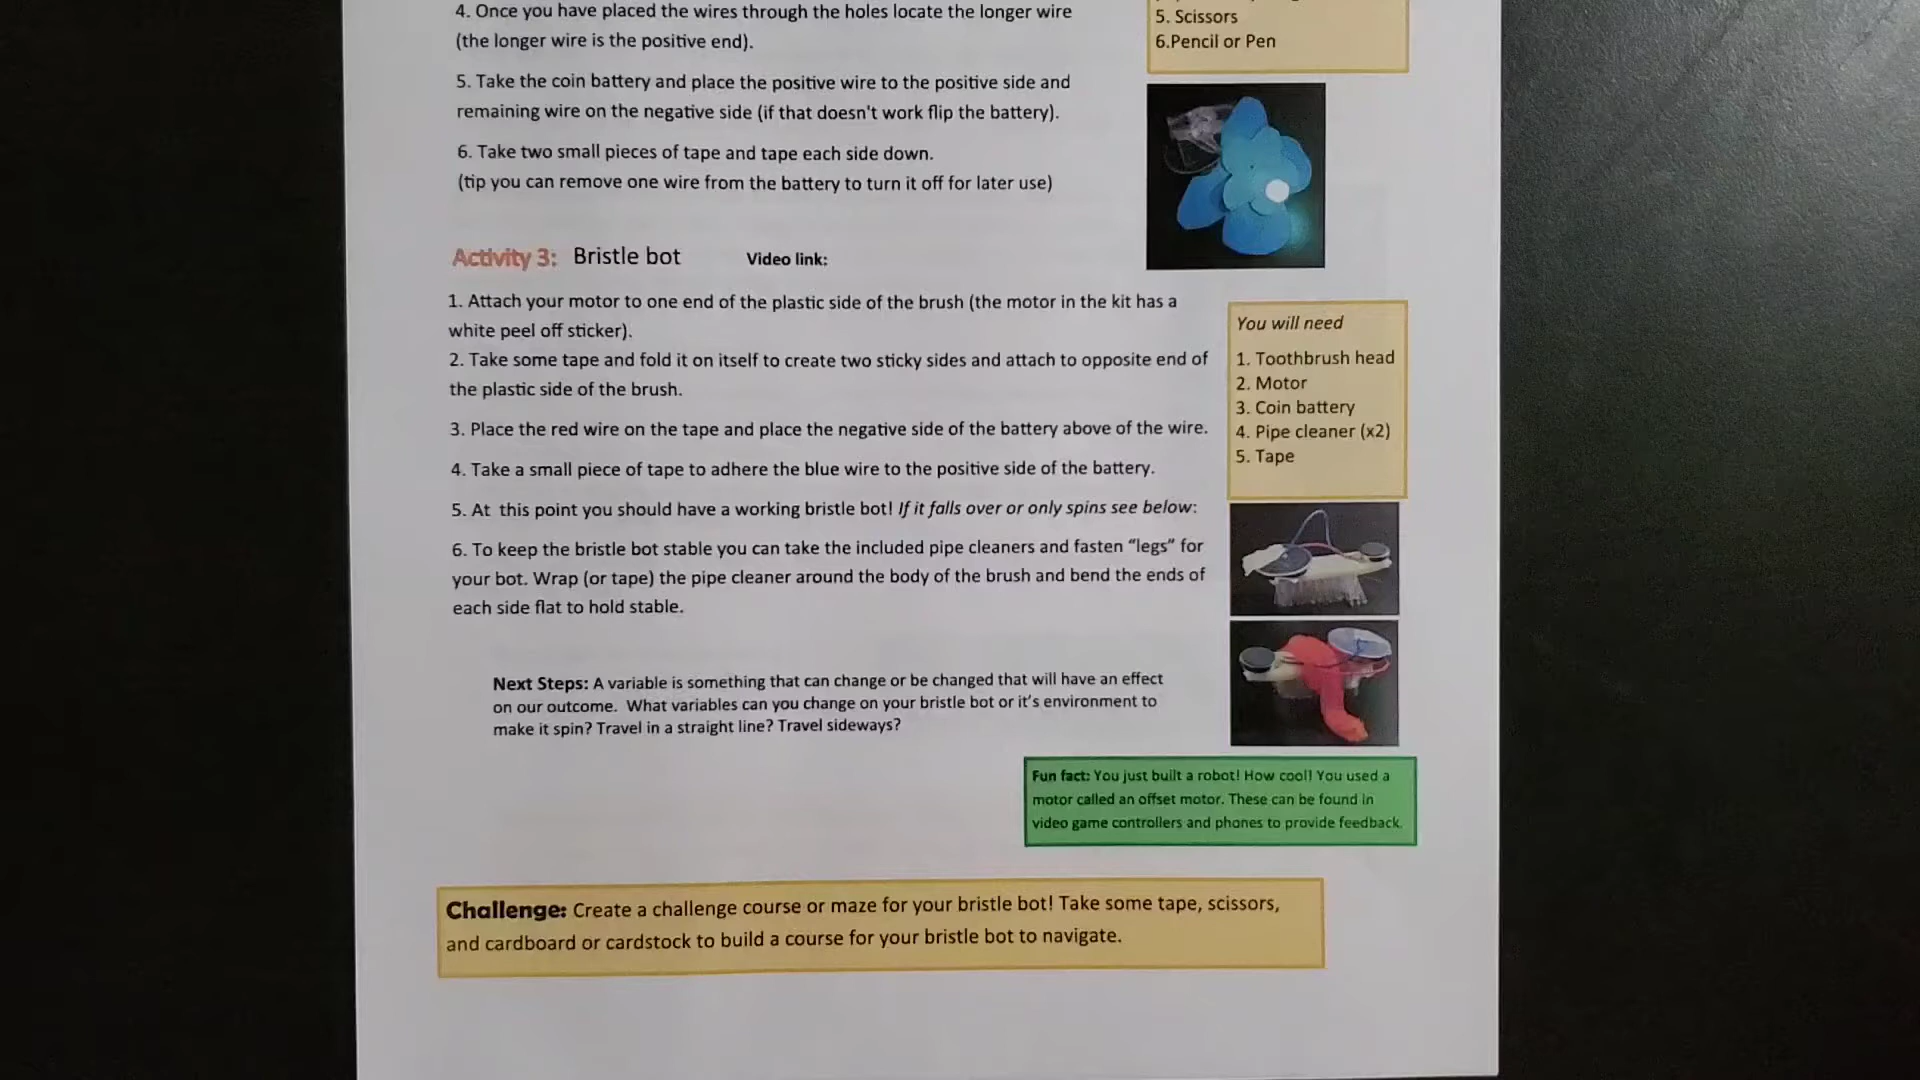 4. Once you have placed the wires through the holes locate the longer wire
(the longer wire is the positive end).
5. Take the coin battery and place the positive wire to the positive side and
remaining wire on the negative side (if that doesn't work flip the battery).
6. Take two small pieces of tape and tape each side down.
(tip you can remove one wire from the battery to turn it off for later use)
5. Scissors
6.Pencil or Pen
Activity 3: Bristle bot Video link:
1. Attach your motor to one end of the plastic side of the brush (the motor in the kit has a
white peel off sticker).
2. Take some tape and fold it on itself to create two sticky sides and attach to opposite end of
the plastic side of the brush.
3. Place the red wire on the tape and place the negative side of the battery above of the wire.
4. Take a small piece of tape to adhere the blue wire to the positive side of the battery.
5. At this point you should have a working bristle bot! If it falls over or only spins see below:
6. To keep the bristle bot stable you can take the included pipe cleaners and fasten “legs” for
your bot. Wrap (or tape) the pipe cleaner around the body of the brush and bend the ends of
each side flat to hold stable.
You will need
1. Toothbrush head
2. Motor
3. Coin battery
4. Pipe cleaner (x2)
5. Tape
Next Steps: A variable is something that can change or be changed that will have an effect
on our outcome. What variables can you change on your bristle bot or it's environment to
make it spin? Travel in a straight line? Travel sideways?
Fun fact: You just built a robot! How cool! You used a
motor called an offset motor. These can be found in
video game controllers and phones to provide feedback.
Challenge: Create a challenge course or maze for your bristle bot! Take some tape, scissors,
and cardboard or cardstock to build a course for your bristle bot to navigate.